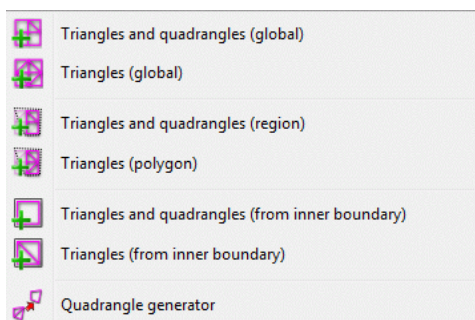 Triangles and quadrangles (global)
Triangles (global)
Triangles and quadrangles (region)
Triangles (polygon)
Triangles and quadrangles (from inner boundary)
Triangles (from inner boundary)
Quadrangle generator